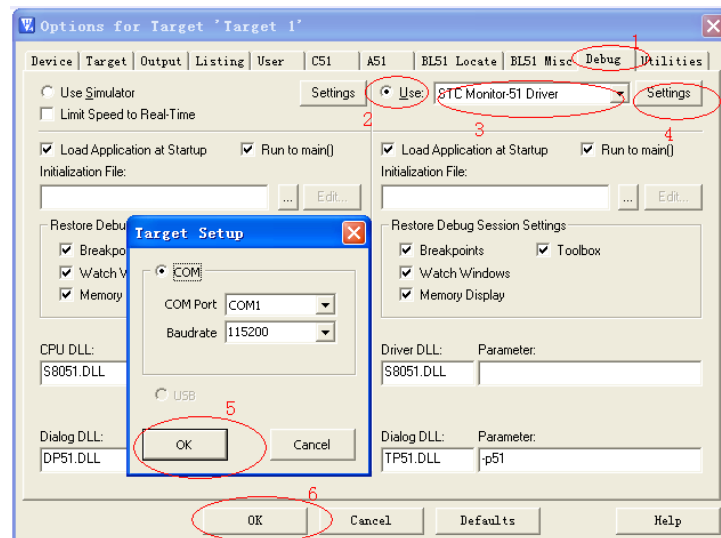 Options for Target 'Target 1'
1
Device Target Output Listing User C51 A51 BL51 Locate BL51 Misc Debug Utilities
Use Simulator Settings Use: STC Monitor-51 Driver Settings
Limit Speed to Real-Time
2 3 4
Load Application at Startup Run to main() Load Application at Startup Run to main()
Initialization File: Initialization File:
... Edit... ... Edit...
Restore Debu Restore Debug Session Settings
Breakpo Breakpoints Toolbox
Watch W Watch Windows
Memory Memory Display
Target Setup
COM
COM Port COM1
Baudrate 115200
USB
5
OK Cancel
CPU DLL: Driver DLL: Parameter:
S8051.DLL S8051.DLL
Dialog DLL: Dialog DLL: Parameter:
DP51.DLL TP51.DLL -p51
6
OK Cancel Defaults Help